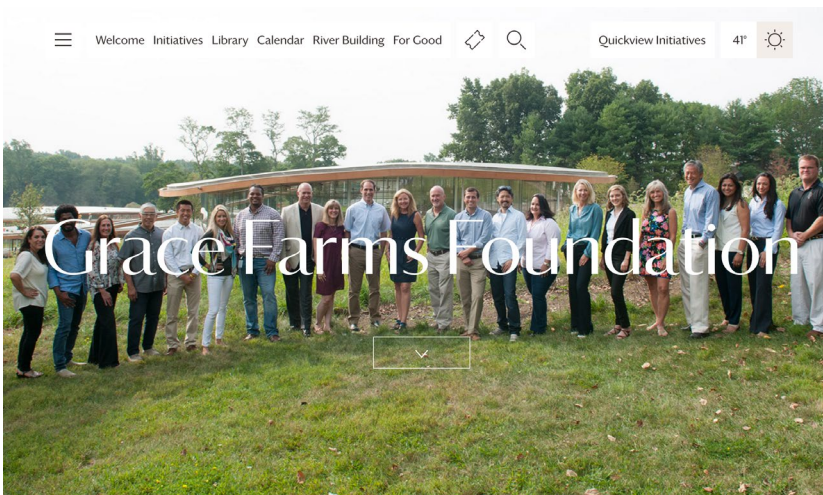 Welcome Initiatives Library Calendar River Building For Good Quickview Initiatives 41°
Grace Farms Foundation